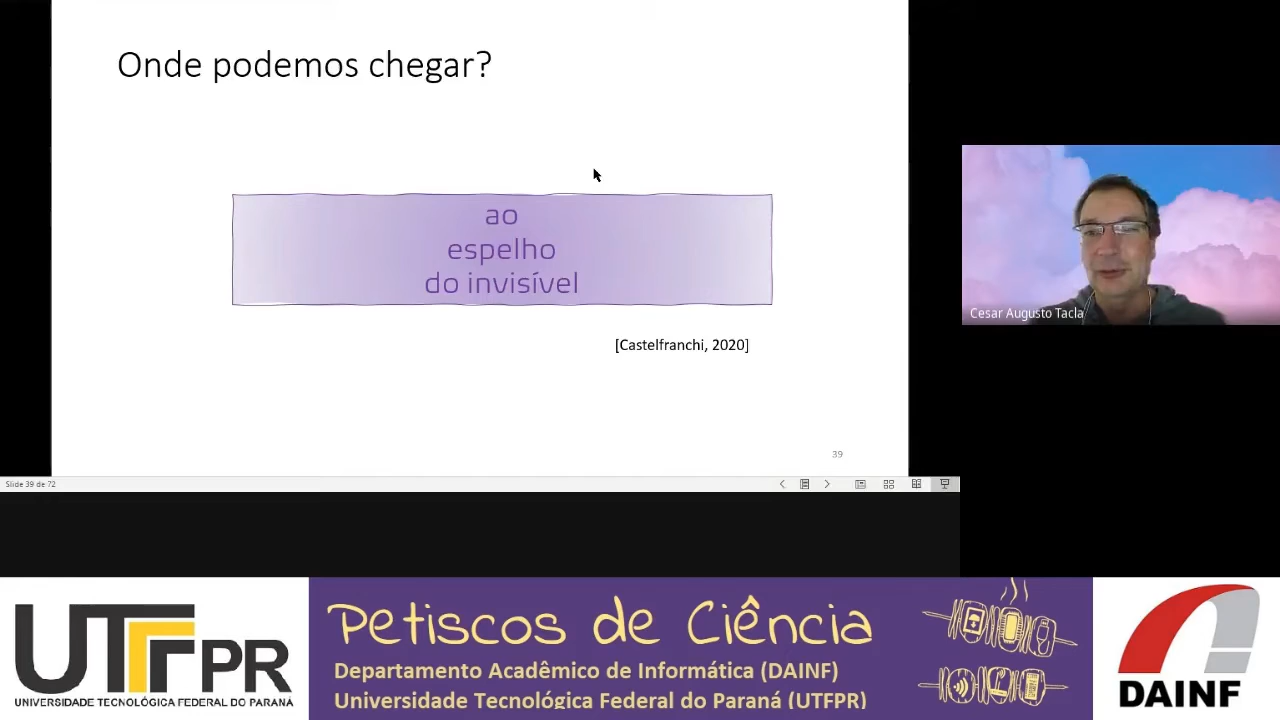 Onde podemos chegar?
ao
espelho
do invisível
[Castelfranchi, 2020]
39
Slide 39 de 72
Cesar Augusto Tacla
UTFPR
UNIVERSIDADE TECNOLÓGICA FEDERAL DO PARANÁ
Petiscos de Ciência
Departamento Acadêmico de Informática (DAINF)
Universidade Tecnológica Federal do Paraná (UTFPR)
DAINF